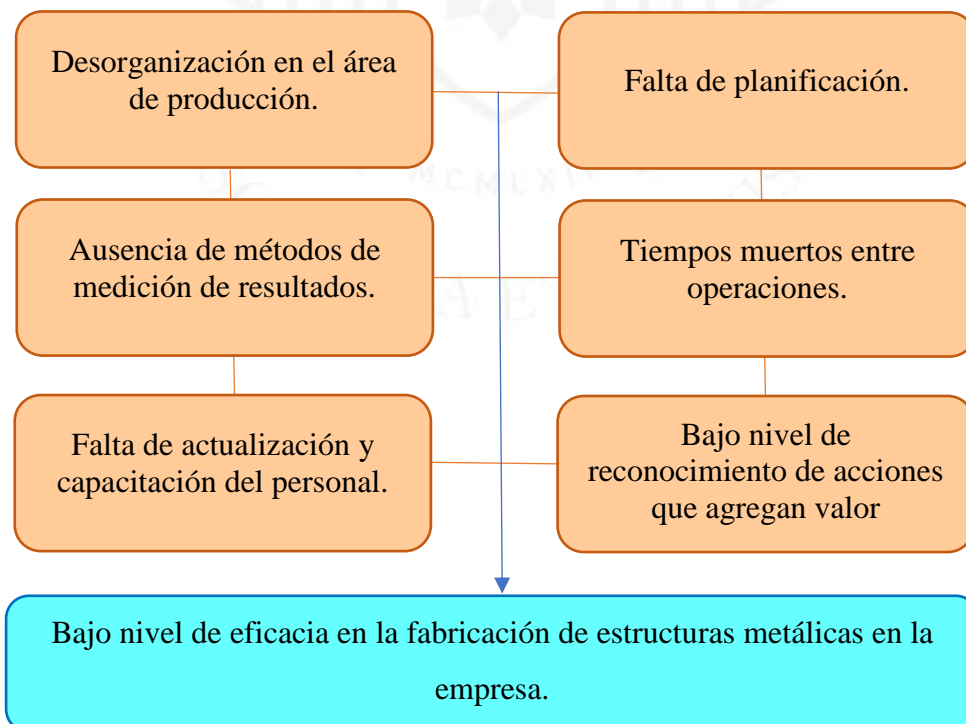 Desorganización en el área
de producción.
Falta de planificación.
Ausencia de métodos de
medición de resultados.
Tiempos muertos entre
operaciones.
Falta de actualización y
capacitación del personal.
Bajo nivel de
reconocimiento de acciones
que agregan valor
Bajo nivel de eficacia en la fabricación de estructuras metálicas en la
empresa.